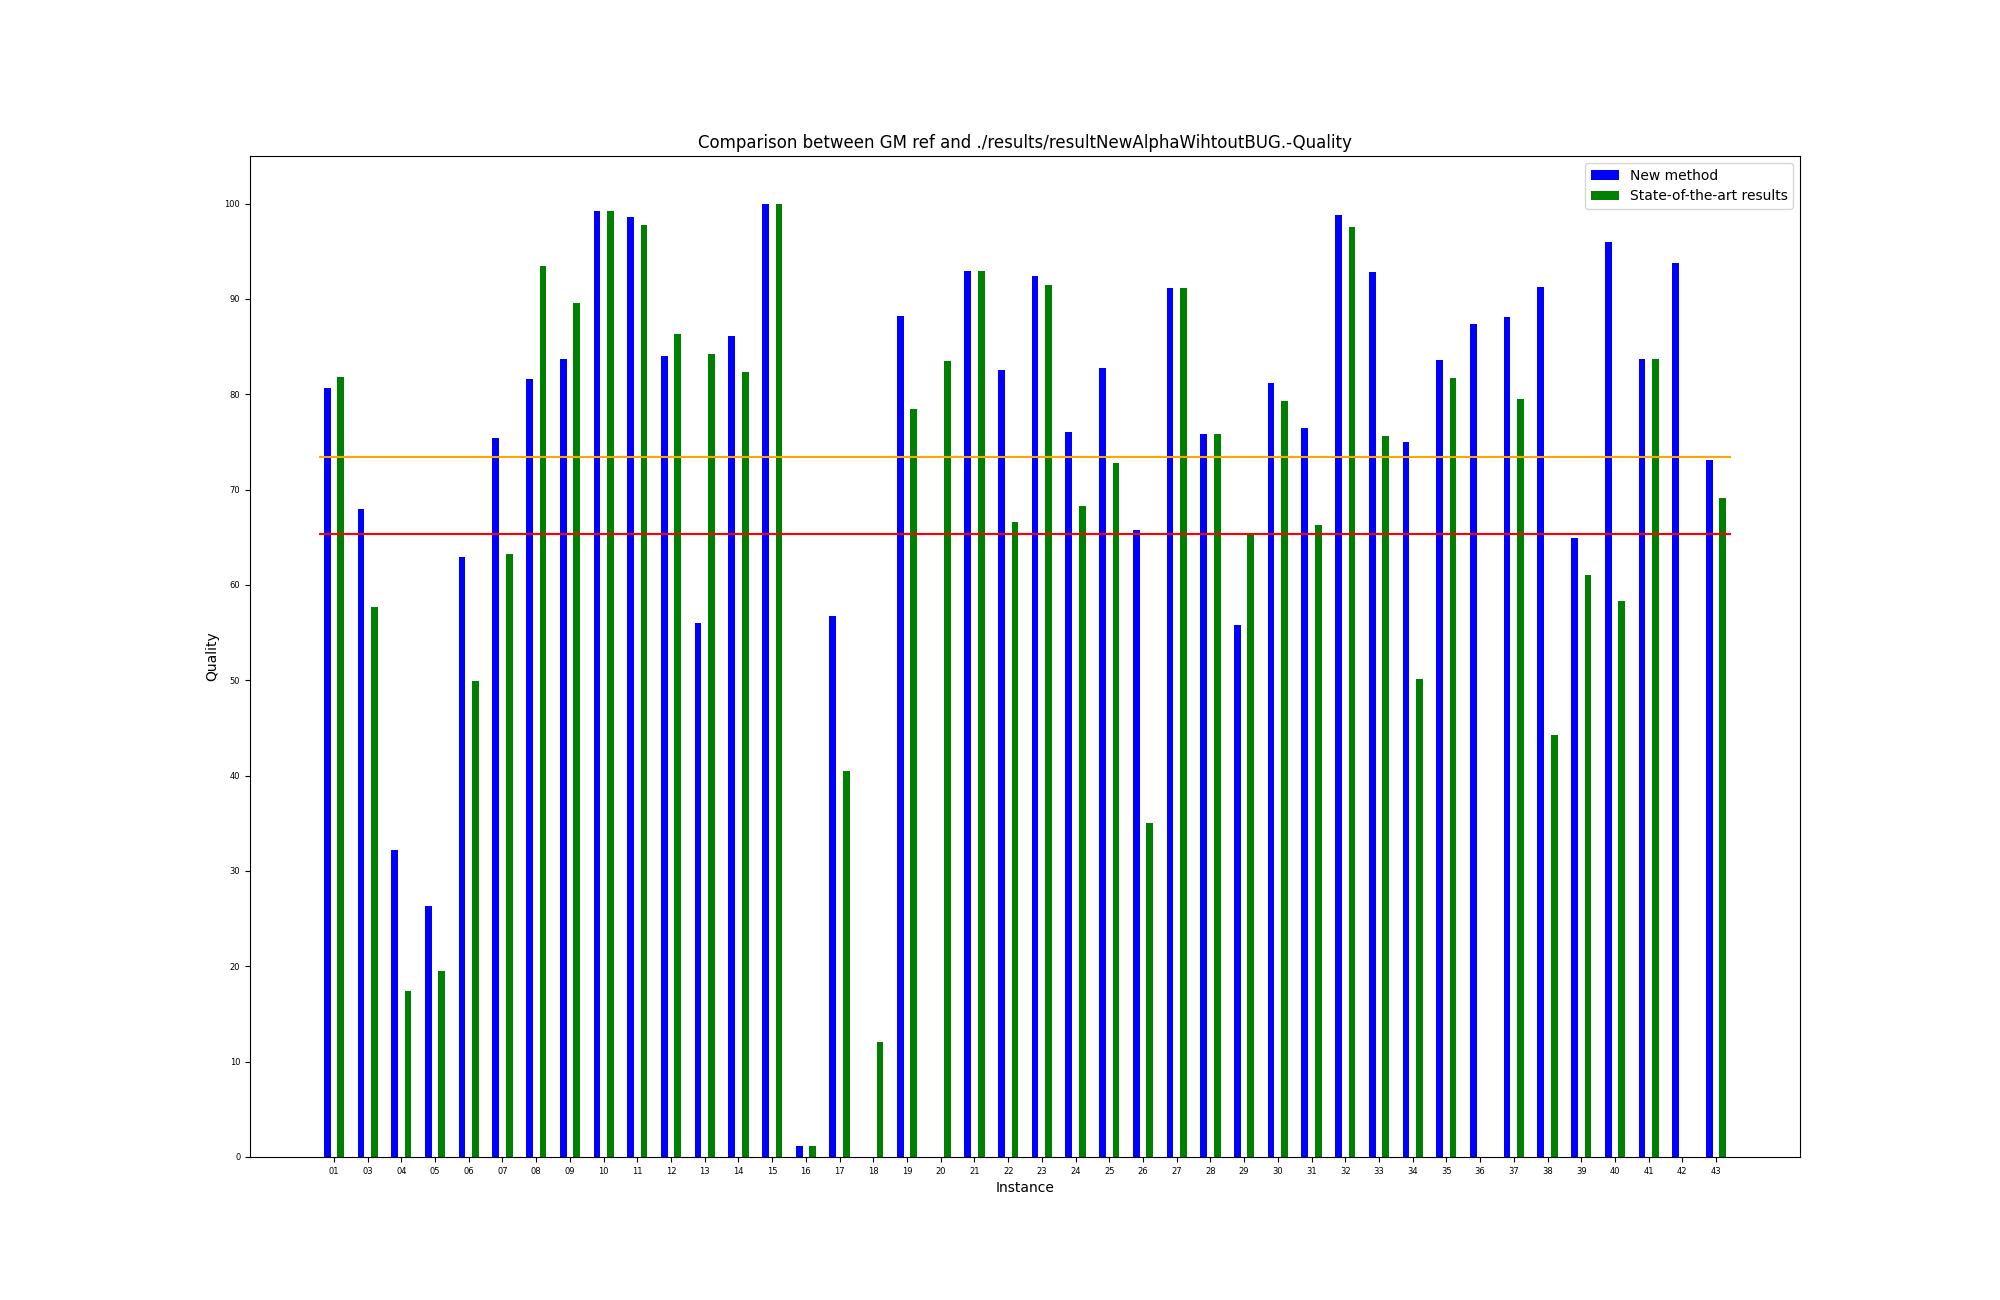 Comparison between GM ref and ./results/resultNewAlphaWihtoutBUG.-Quality
New method
State-of-the-art results
100
90
80
70
60
50
40
30
20
10
0
Quality
01 03 04 05 06 07 08 09 10 11 12 13 14 15 16 17 18 19 20 21 22 23 24 25 26 27 28 29 30 31 32 33 34 35 36 37 38 39 40 41 42 43
Instance